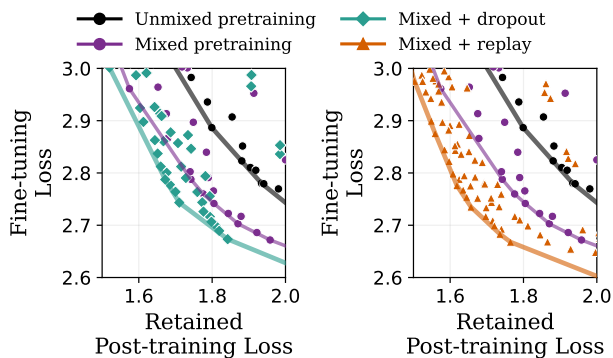 Unmixed pretraining
Mixed pretraining
Mixed + dropout
Mixed + replay
Fine-tuning
Loss
3.0
2.9
2.8
2.7
2.6
1.6
1.8
2.0
Retained
Post-training Loss
Fine-tuning
Loss
3.0
2.9
2.8
2.7
2.6
1.6
1.8
2.0
Retained
Post-training Loss